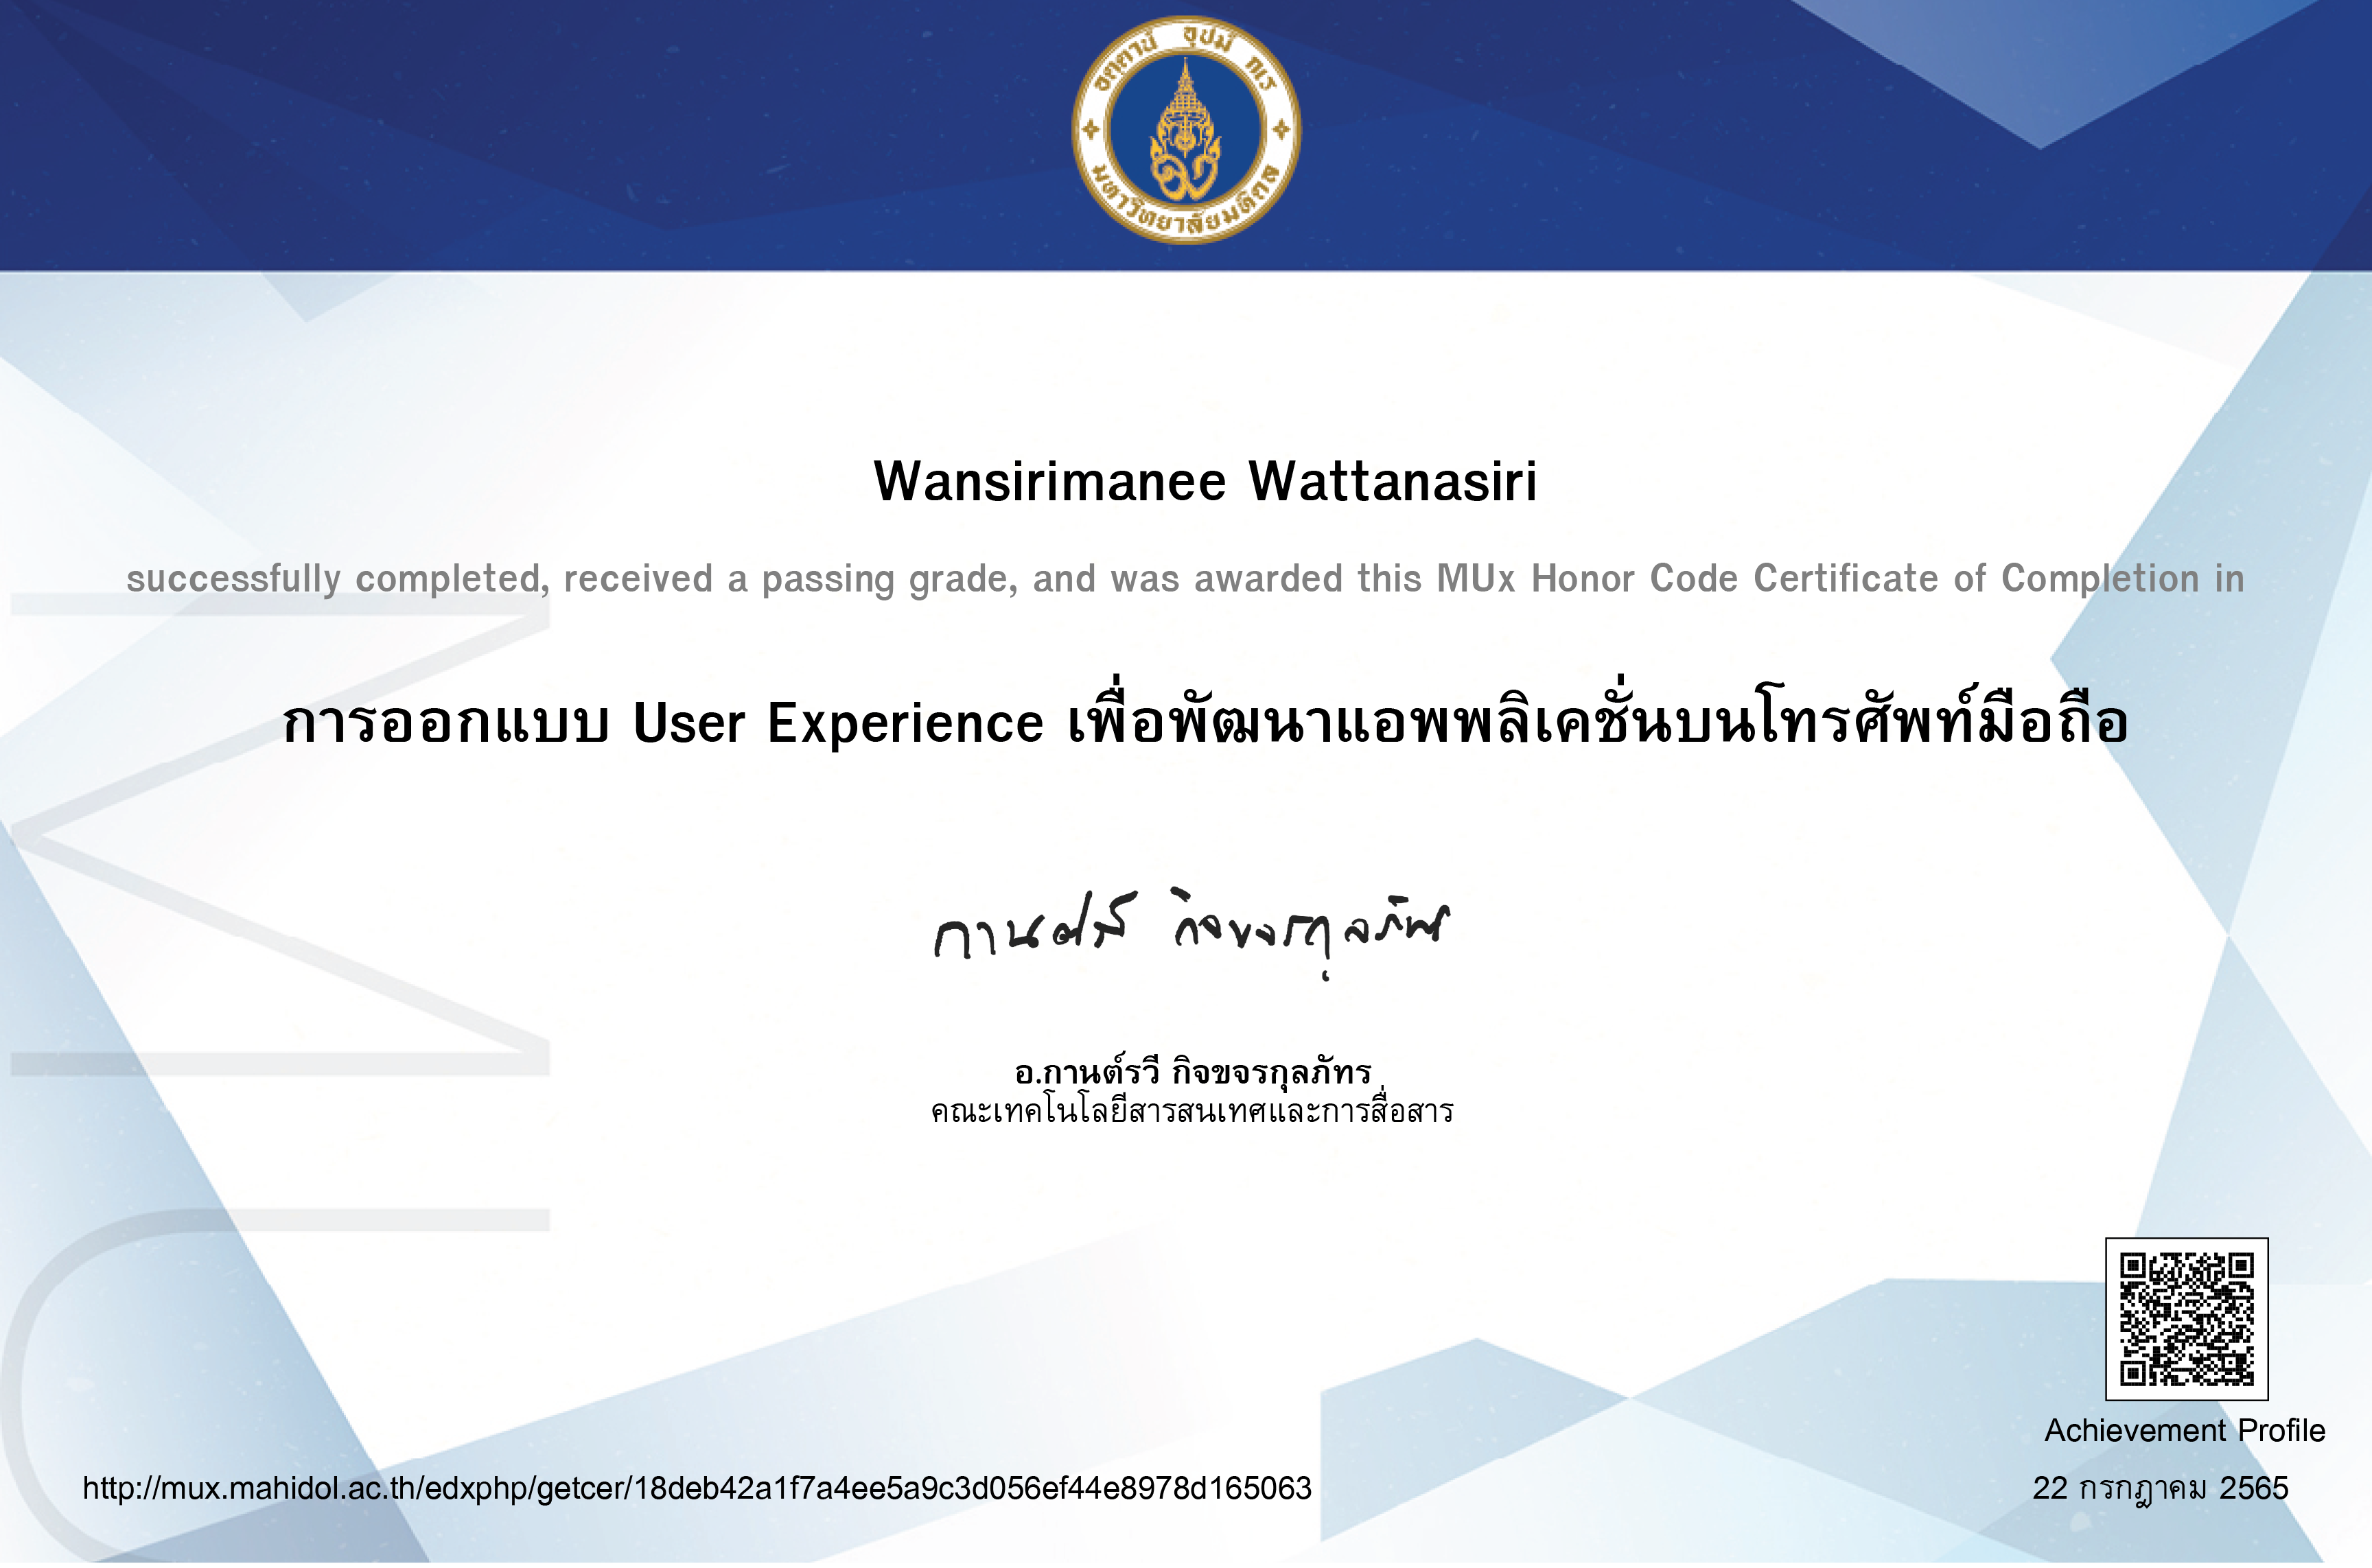 อตฺตานํ อุปมํ กเร
มหาวิทยาลัยมหิดล
Wansirimanee Wattanasiri
successfully completed, received a passing grade, and was awarded this MUx Honor Code Certificate of Completion in
การออกแบบ User Experience เพื่อพัฒนาแอพพลิเคชั่นบนโทรศัพท์มือถือ
กานต์รวี กิจขจรกุลภัทร
อ.กานต์รวี กิจขจรกุลภัทร
คณะเทคโนโลยีสารสนเทศและการสื่อสาร
Achievement Profile
http://mux.mahidol.ac.th/edxphp/getcer/18deb42a1f7a4ee5a9c3d056ef44e8978d165063
22 กรกฎาคม 2565